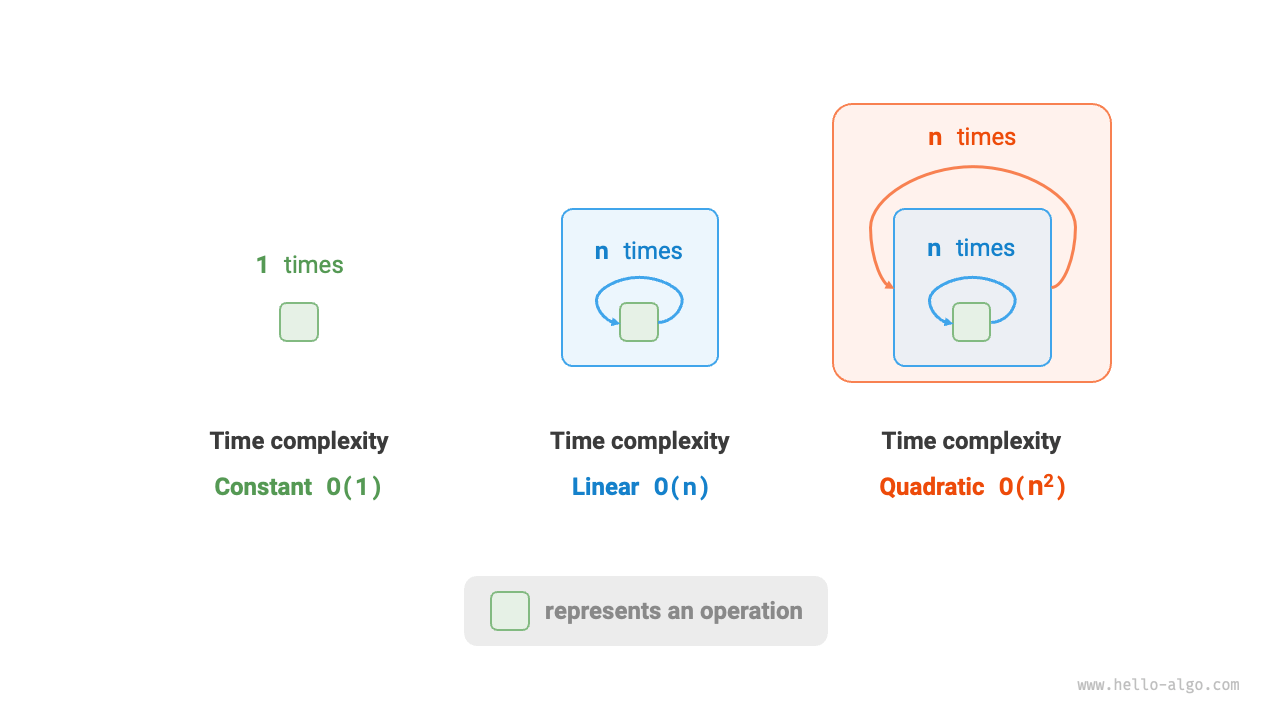 1 times
Time complexity
Constant O(1)
n times
Time complexity
Linear O(n)
n times
n times
Time complexity
Quadratic O(n²)
represents an operation
www.hello-algo.com